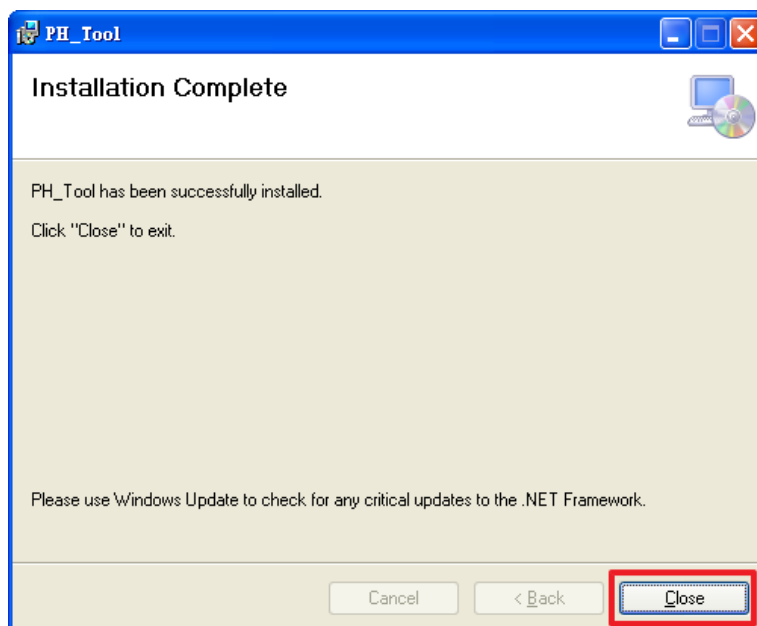 PH_Tool
Installation Complete
PH_Tool has been successfully installed.
Click "Close" to exit.
Please use Windows Update to check for any critical updates to the .NET Framework.
Cancel
< Back
Close